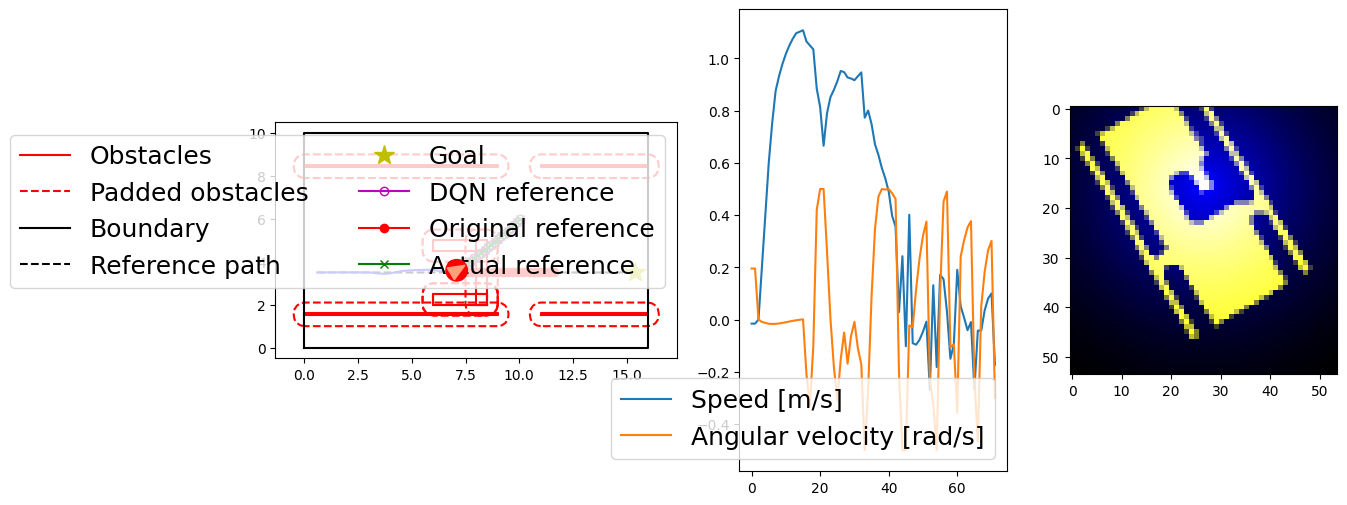 10
8
6
4
2
0
0.0 2.5 5.0 7.5 10.0 12.5 15.0
Obstacles
Padded obstacles
Boundary
Reference path
Goal
DQN reference
Original reference
Actual reference
1.0
0.8
0.6
0.4
0.2
0.0
−0.2
−0.4
0 20 40 60
Speed [m/s]
Angular velocity [rad/s]
0
10
20
30
40
50
0 10 20 30 40 50